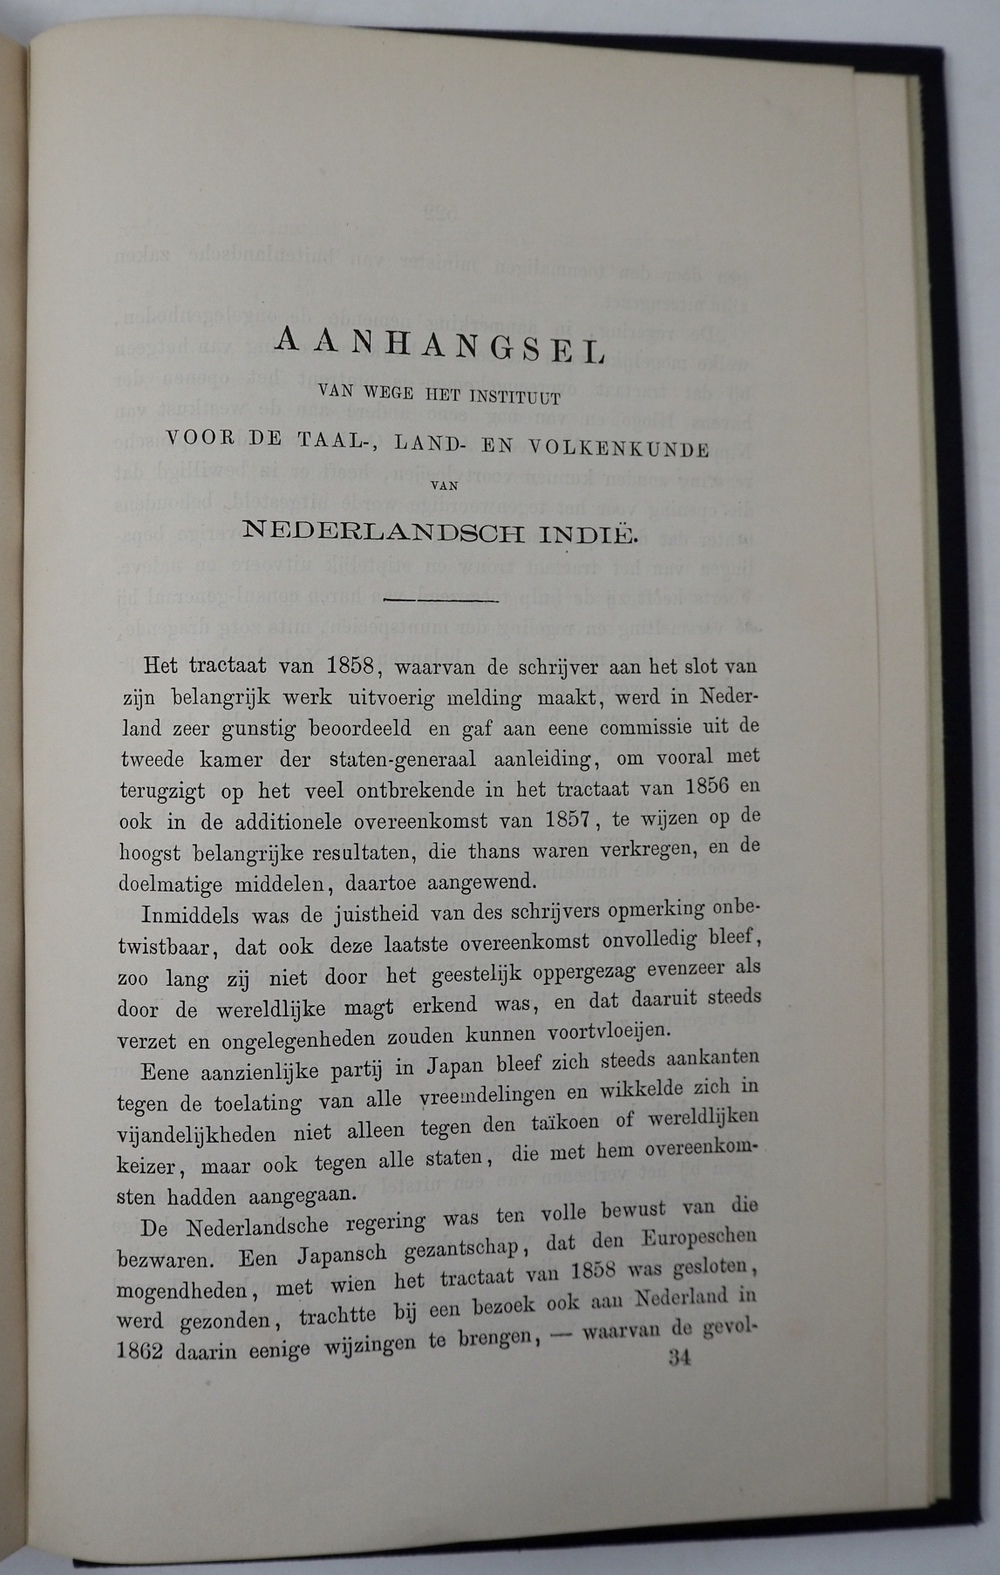 AANHANGSEL
VAN WEGE HET INSTITUUT
VOOR DE TAAL-, LAND- EN VOLKENKUNDE
VAN
NEDERLANDSCH INDIË.
Het tractaat van 1858, waarvan de schrijver aan het slot van
zijn belangrijk werk uitvoerig melding maakt, werd in Neder-
land zeer gunstig beoordeeld en gaf aan eene commissie uit de
tweede kamer der staten-generaal aanleiding, om vooral met
terugzigt op het veel ontbrekende in het tractaat van 1856 en
ook in de additionele overeenkomst van 1857, te wijzen op de
hoogst belangrijke resultaten, die thans waren verkregen, en de
doelmatige middelen, daartoe aangewend.
Inmiddels was de juistheid van des schrijvers opmerking onbe-
twistbaar, dat ook deze laatste overeenkomst onvolledig bleef,
zoo lang zij niet door het geestelijk oppergezag evenzeer als
door de wereldlijke magt erkend was, en dat daaruit steeds
verzet en ongelegenheden zouden kunnen voortvloeijen.
Eene aanzienlijke partij in Japan bleef zich steeds aankanten
tegen de toelating van alle vreemdelingen en wikkelde zich in
vijandelijkheden niet alleen tegen den taïkoen of wereldlijken
keizer, maar ook tegen alle staten, die met hem overeenkom-
sten hadden aangegaan.
De Nederlandsche regering was ten volle bewust van die
bezwaren. Een Japansch gezantschap, dat den Europeschen
mogendheden, met wien het tractaat van 1858 was gesloten,
werd gezonden, trachtte bij een bezoek ook aan Nederland in
1862 daarin eenige wijzingen te brengen, — waarvan de gevol-
34